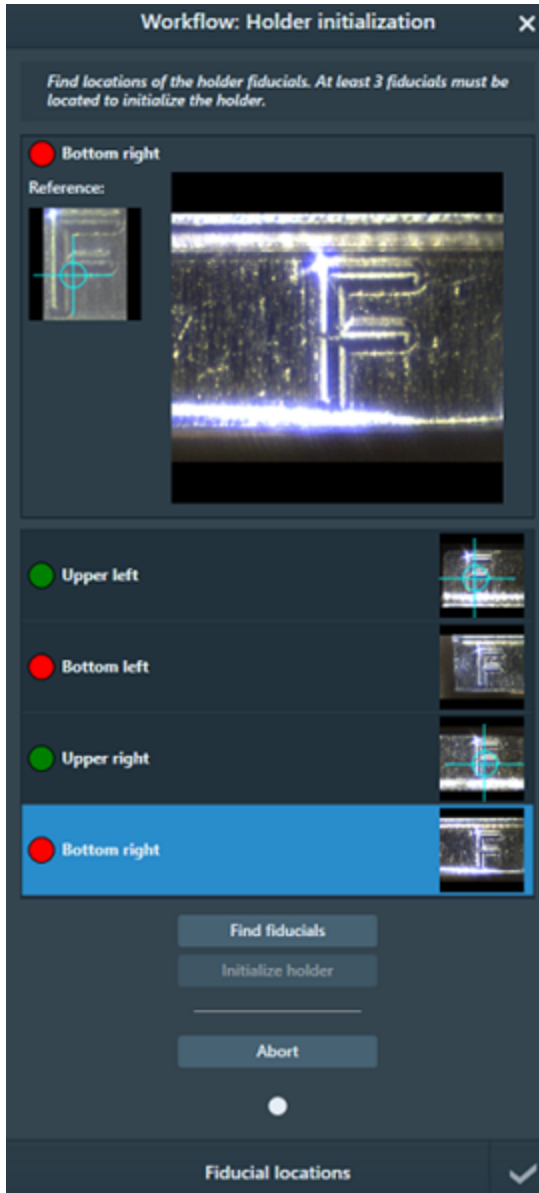 Workflow: Holder initialization
Find locations of the holder fiducials. At least 3 fiducials must be
located to initialize the holder.
Bottom right
Reference:
F
F
Upper left
F
Bottom left
F
Upper right
F
Bottom right
F
Find fiducials
Initialize holder
Abort
Fiducial locations